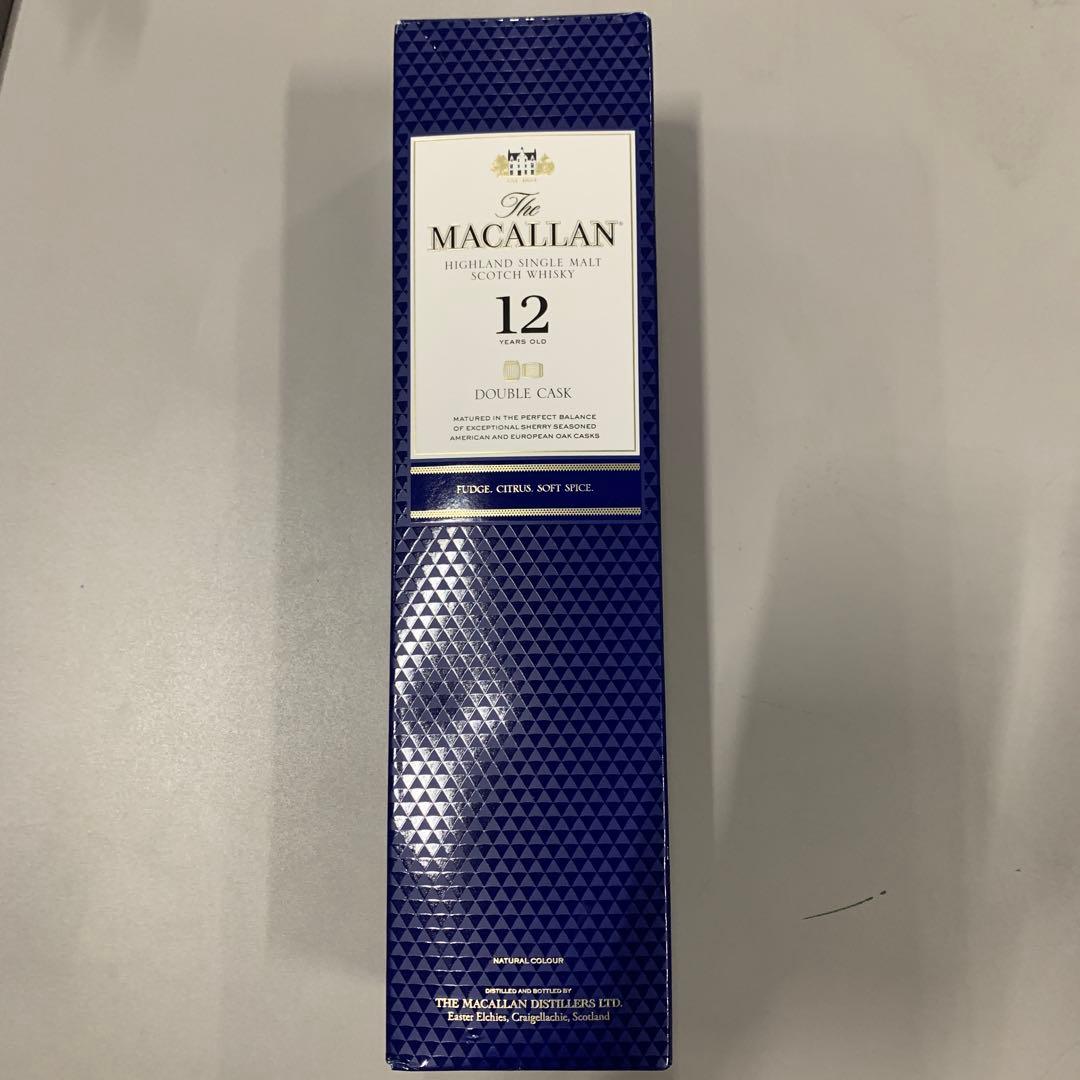 The
MACALLAN®
HIGHLAND SINGLE MALT
SCOTCH WHISKY
12
YEARS OLD
DOUBLE CASK
MATURED IN THE PERFECT BALANCE
OF EXCEPTIONAL SHERRY SEASONED
AMERICAN AND EUROPEAN OAK CASKS
FUDGE. CITRUS. SOFT SPICE.
NATURAL COLOUR
DISTILLED AND BOTTLED BY
THE MACALLAN DISTILLERS LTD.
Easter Elchies, Craigellachie, Scotland